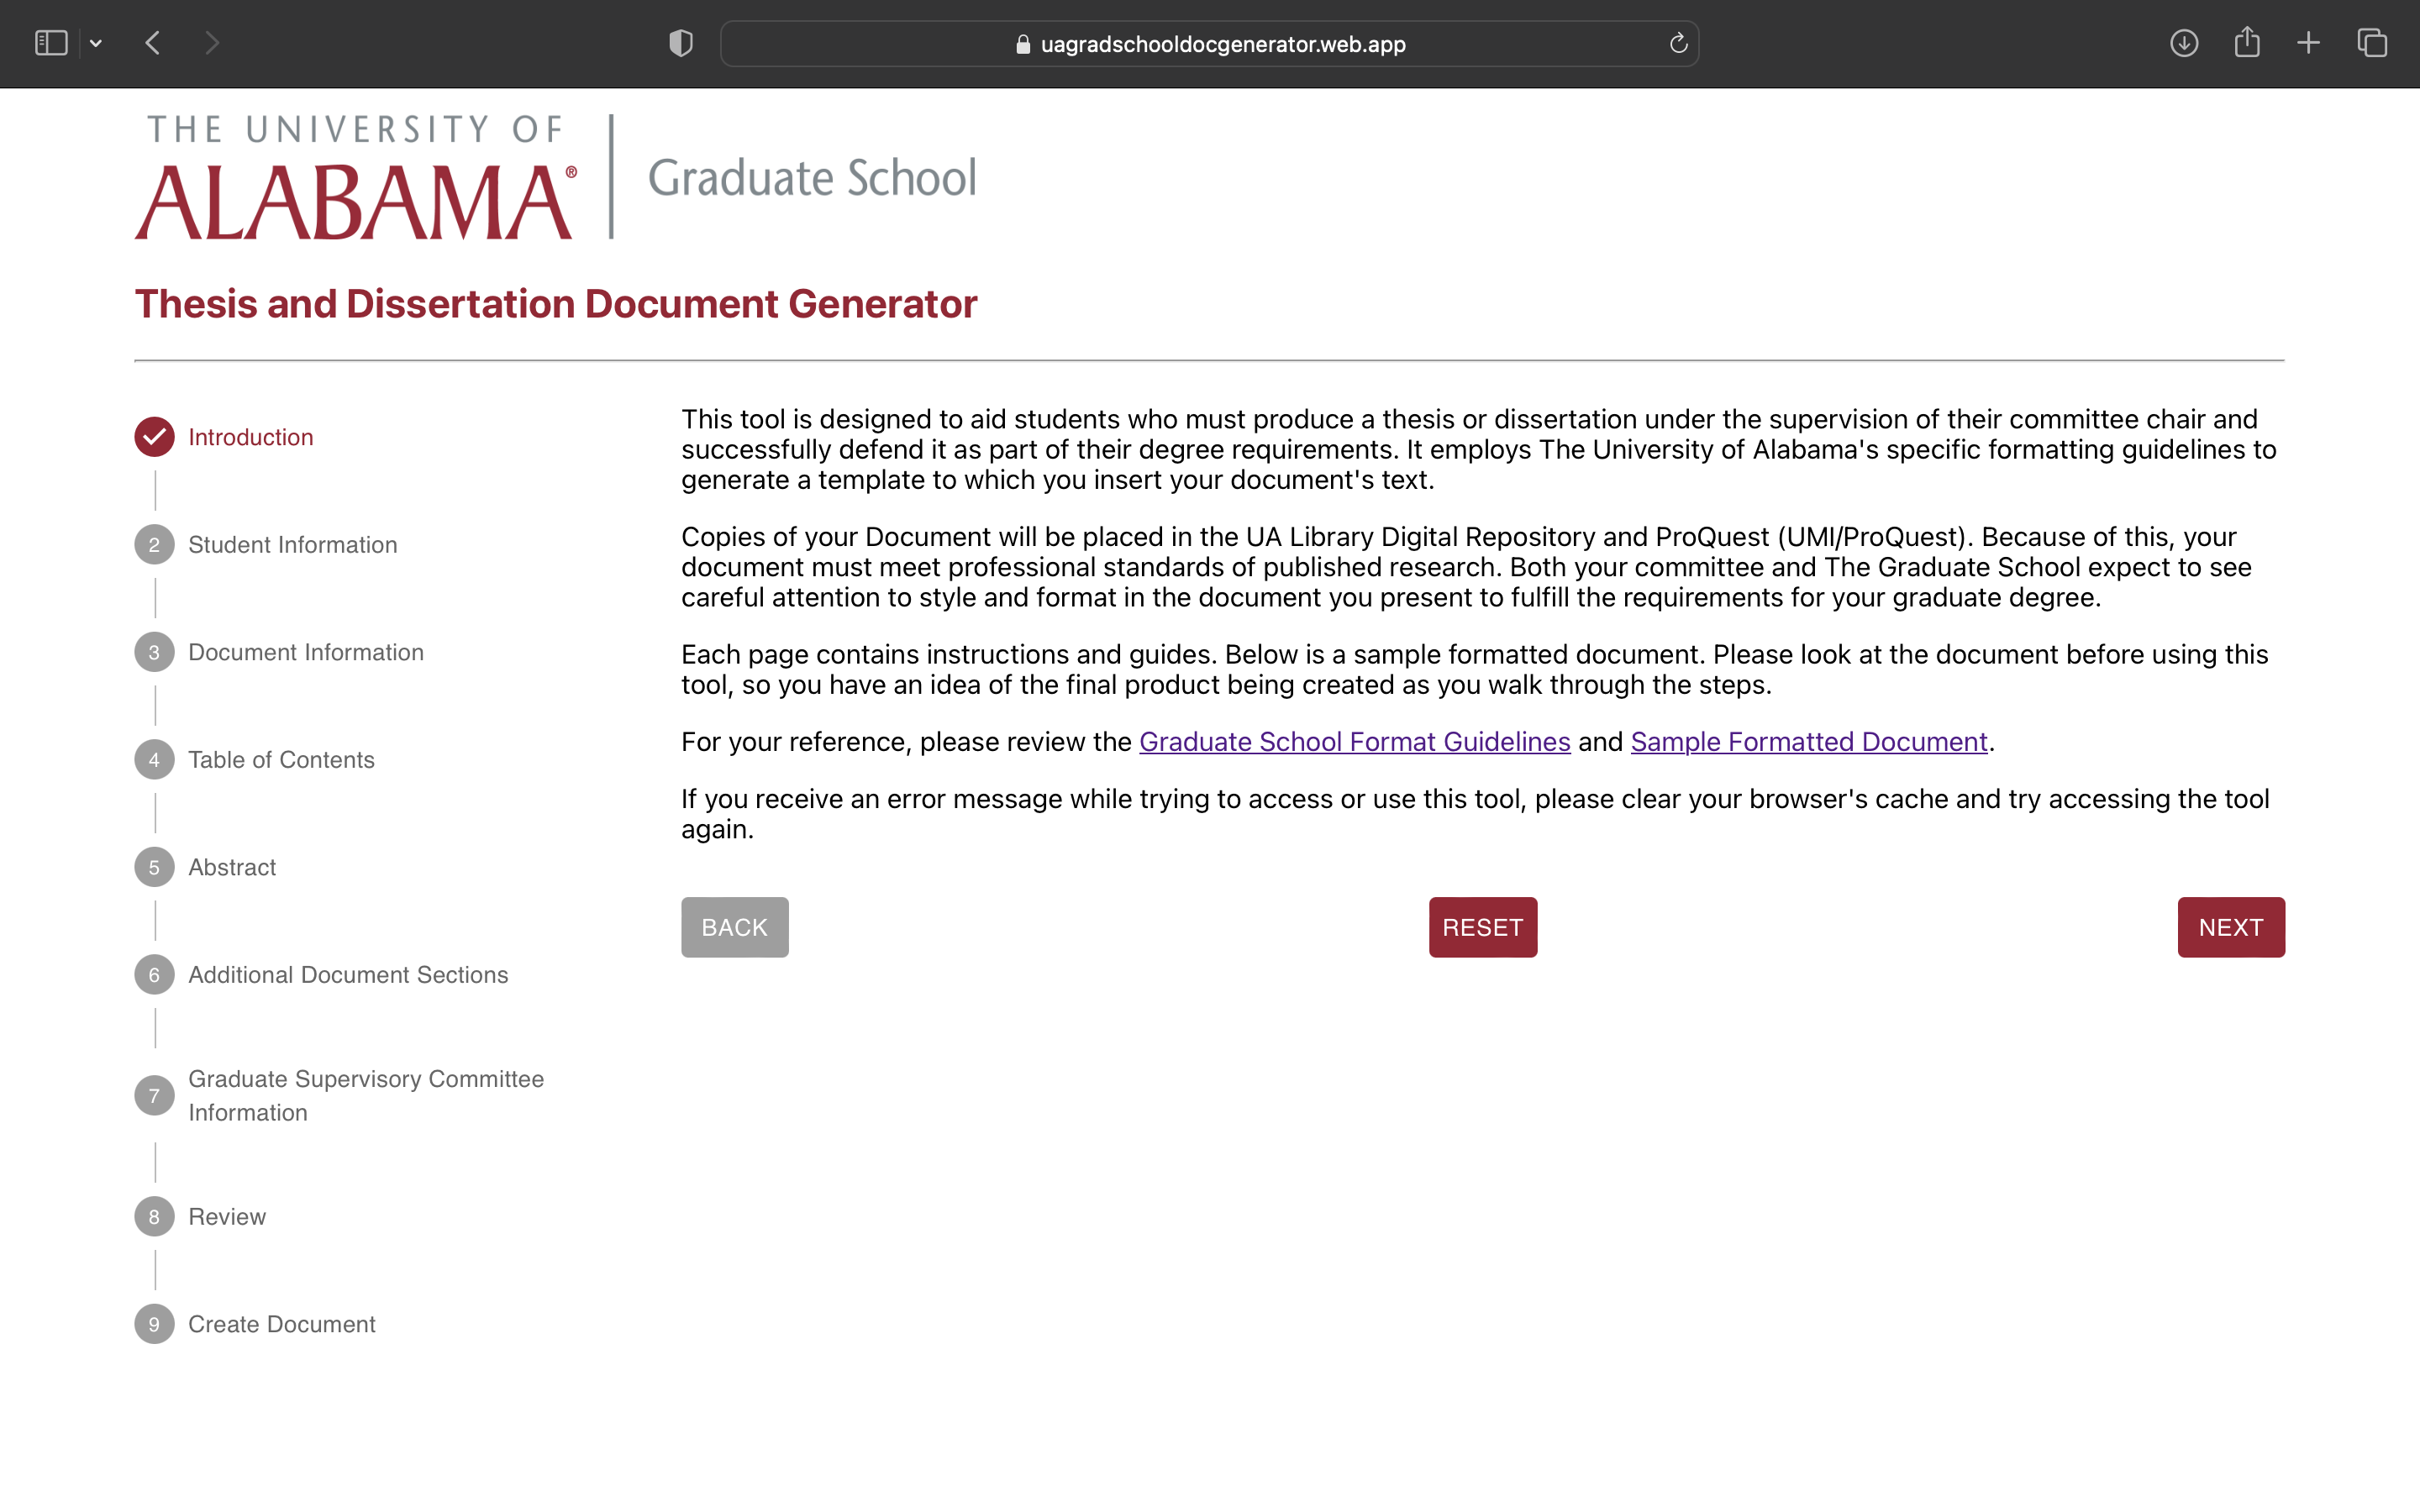 uagradschooldocgenerator.web.app
THE UNIVERSITY OF
ALABAMA®
Graduate School
Thesis and Dissertation Document Generator
Introduction
2 Student Information
3 Document Information
4 Table of Contents
5 Abstract
6 Additional Document Sections
7 Graduate Supervisory Committee
Information
8 Review
9 Create Document
This tool is designed to aid students who must produce a thesis or dissertation under the supervision of their committee chair and
successfully defend it as part of their degree requirements. It employs The University of Alabama's specific formatting guidelines to
generate a template to which you insert your document's text.
Copies of your Document will be placed in the UA Library Digital Repository and ProQuest (UMI/ProQuest). Because of this, your
document must meet professional standards of published research. Both your committee and The Graduate School expect to see
careful attention to style and format in the document you present to fulfill the requirements for your graduate degree.
Each page contains instructions and guides. Below is a sample formatted document. Please look at the document before using this
tool, so you have an idea of the final product being created as you walk through the steps.
For your reference, please review the Graduate School Format Guidelines and Sample Formatted Document.
If you receive an error message while trying to access or use this tool, please clear your browser's cache and try accessing the tool
again.
BACK
RESET
NEXT